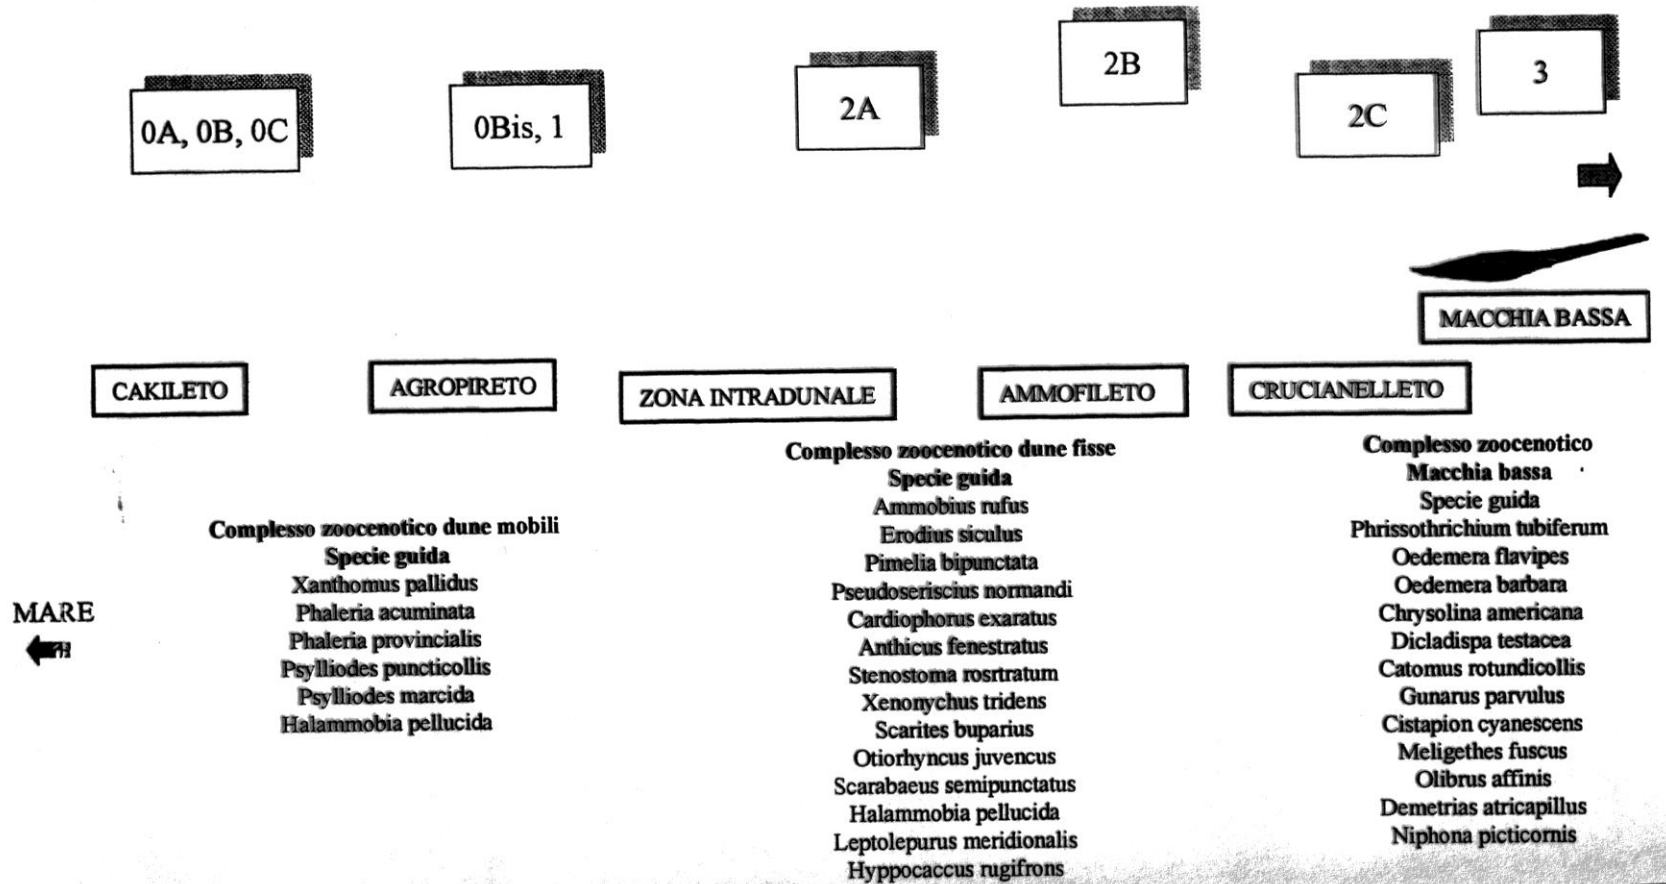 0A, 0B, 0C
0Bis, 1
2A
2B
2C
3
MACCHIA BASSA
CAKILETO
AGROPIRETO
ZONA INTRADUNALE
AMMOFILETO
CRUCIANELLETO
MARE
Complesso zoocenotico dune mobili
Specie guida
Xanthomus pallidus
Phaleria acuminata
Phaleria provincialis
Psylliodes puncticollis
Psylliodes marcida
Halammobia pellucida
Complesso zoocenotico dune fisse
Specie guida
Ammobius rufus
Erodius siculus
Pimelia bipunctata
Pseudoseriscius normandi
Cardiophorus exaratus
Anthicus fenestratus
Stenostoma rosrtratum
Xenonychus tridens
Scarites buparius
Otiorhyncus juvencus
Scarabaeus semipunctatus
Halammobia pellucida
Leptolepurus meridionalis
Hyppocaccus rugifrons
Complesso zoocenotico
Macchia bassa
Specie guida
Phrissothrichium tubiferum
Oedemera flavipes
Oedemera barbara
Chrysolina americana
Dicladispa testacea
Catomus rotundicollis
Gunarus parvulus
Cistapion cyanescens
Meligethes fuscus
Olibrus affinis
Demetrias atricapillus
Niphona picticornis